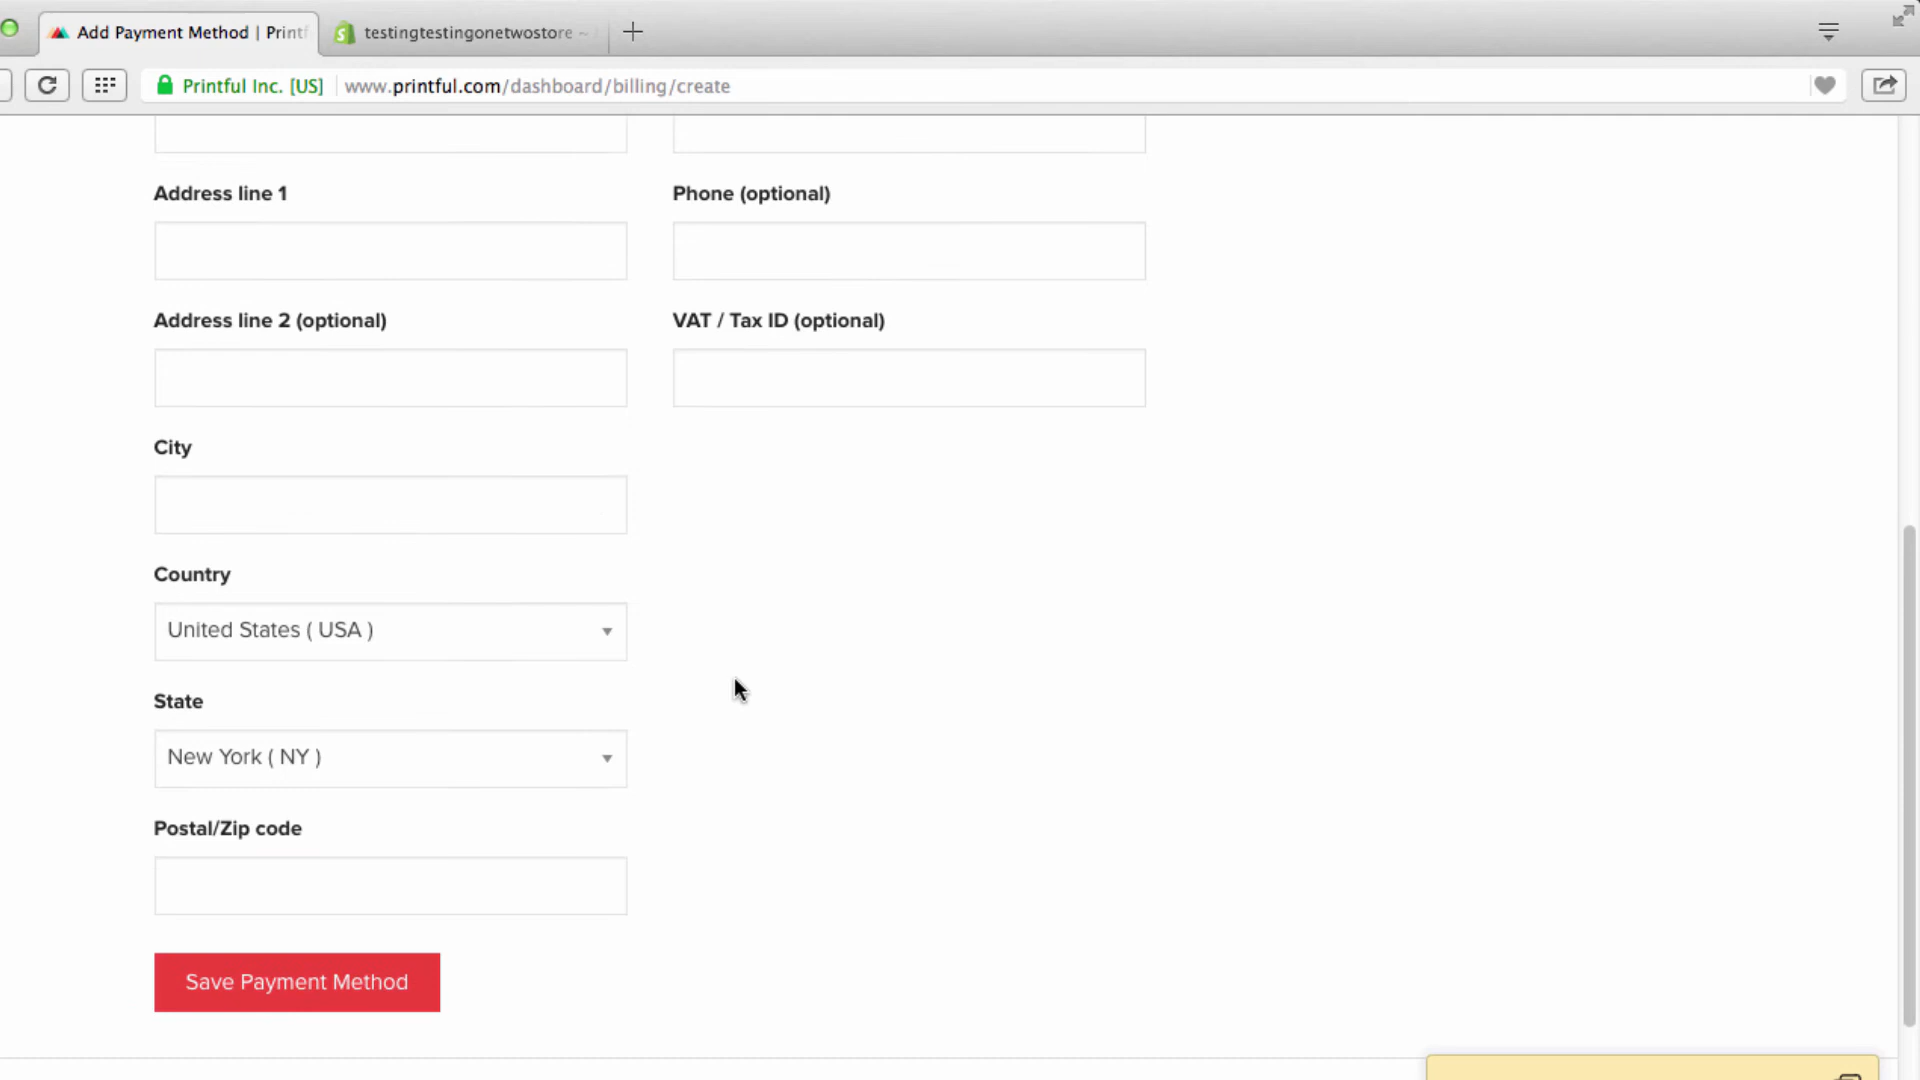 Add Payment Method | Printf
testingtestingonetwostore ~
Printful Inc. [US]
www.printful.com/dashboard/billing/create
Address line 1
Phone (optional)
Address line 2 (optional)
VAT / Tax ID (optional)
City
Country
United States ( USA )
State
New York ( NY )
Postal/Zip code
Save Payment Method